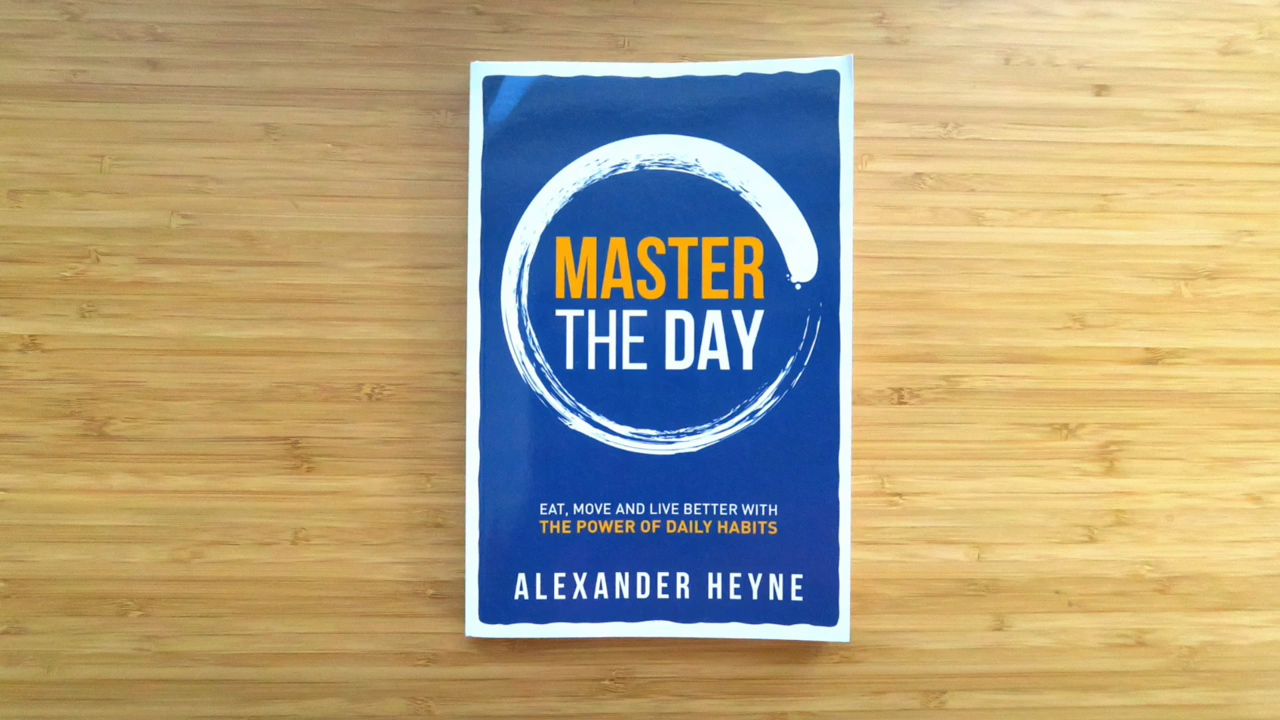 MASTER
THE DAY
EAT, MOVE AND LIVE BETTER WITH
THE POWER OF DAILY HABITS
ALEXANDER HEYNE